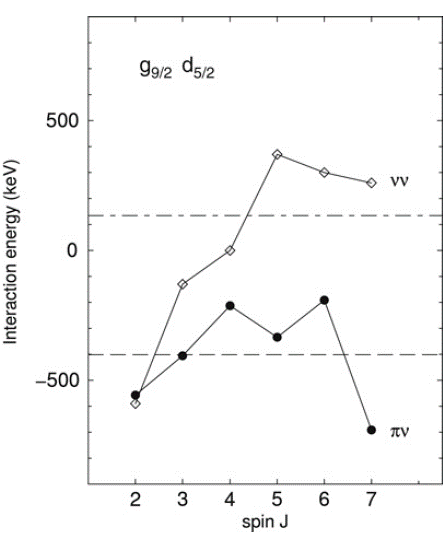 g9/2 d5/2
500
0
−500
Interaction energy (keV)
νν
πν
2 3 4 5 6 7
spin J